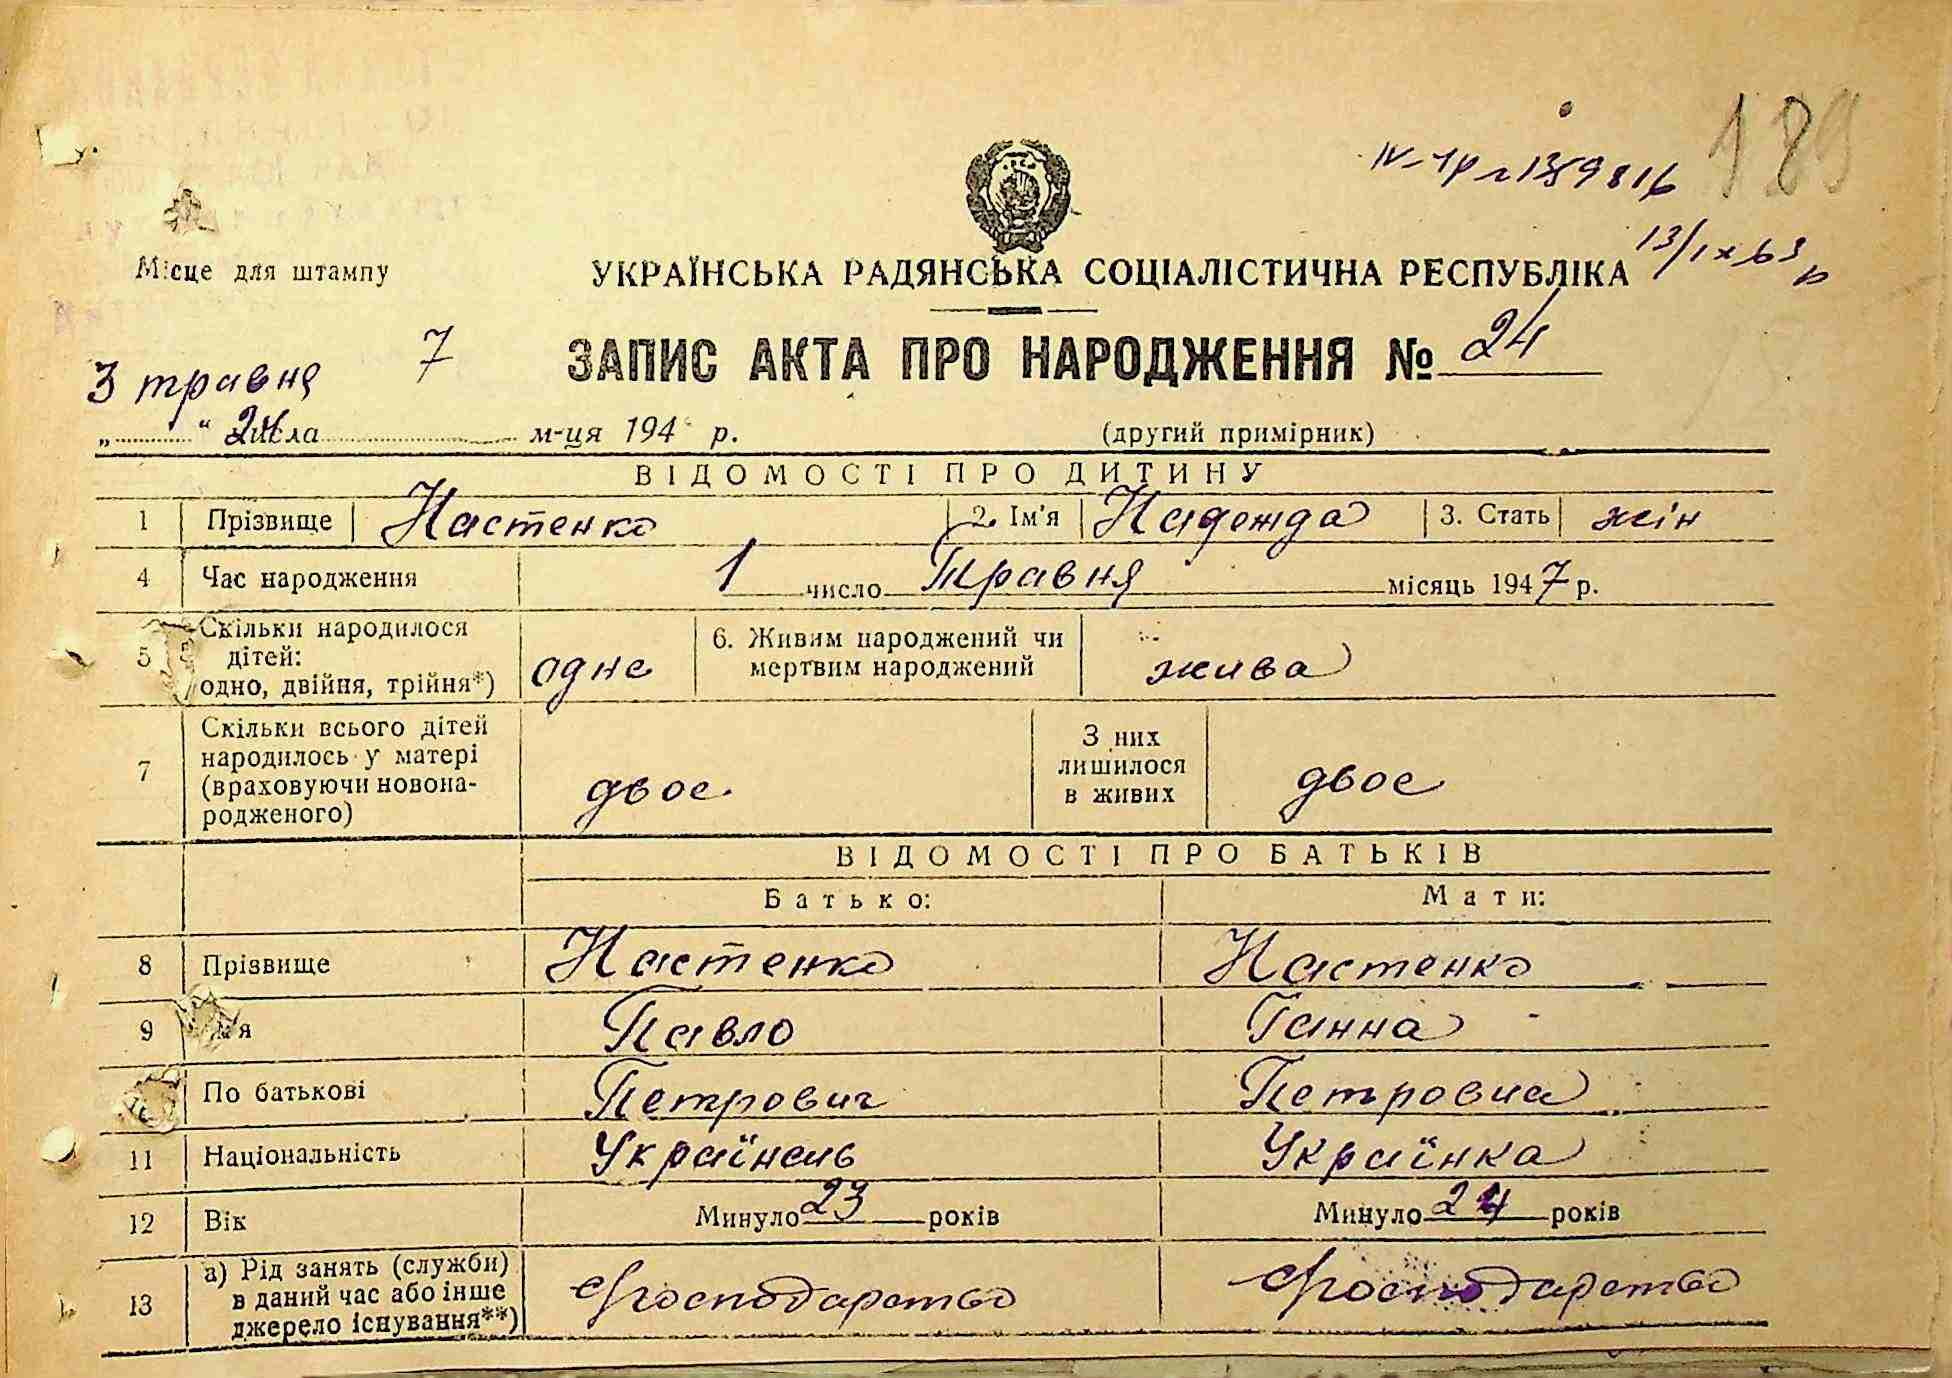 189
13/IX 63 р
Місце для штампу
УКРАЇНСЬКА РАДЯНСЬКА СОЦІАЛІСТИЧНА РЕСПУБЛІКА
ЗАПИС АКТА ПРО НАРОДЖЕННЯ № 24
3 травня 7
„ “ числа м-ця 194 р. (другий примірник)
ВІДОМОСТІ ПРО ДИТИНУ
1 Прізвище Настенко 2. Ім'я Надежда 3. Стать жін
4 Час народження 1 число Травня місяць 1947 р.
5 Скільки народилося дітей: одно, двійня, трійня*) одне 6. Живим народжений чи мертвим народжений жива
7 Скільки всього дітей народилось у матері (враховуючи новонародженого) двоє З них лишилося в живих двоє
ВІДОМОСТІ ПРО БАТЬКІВ
Батько: Мати:
8 Прізвище Настенко Настенко
9 Павло Ганна
По батькові Петрович Петровна
11 Національність Українець Українка
12 Вік Минуло 23 років Минуло 24 років
13 а) Рід занять (служби) в даний час або інше джерело існування**) Господарство Господарство